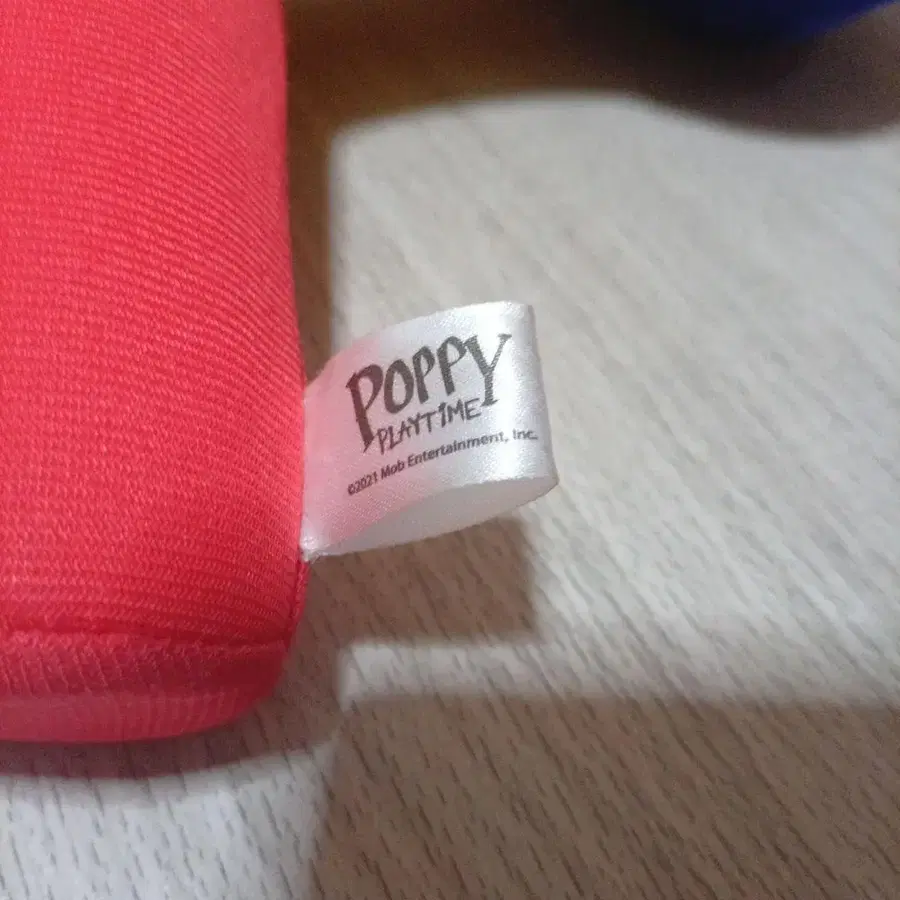 POPPY
PLAYTIME
©2021 Mob Entertainment, Inc.